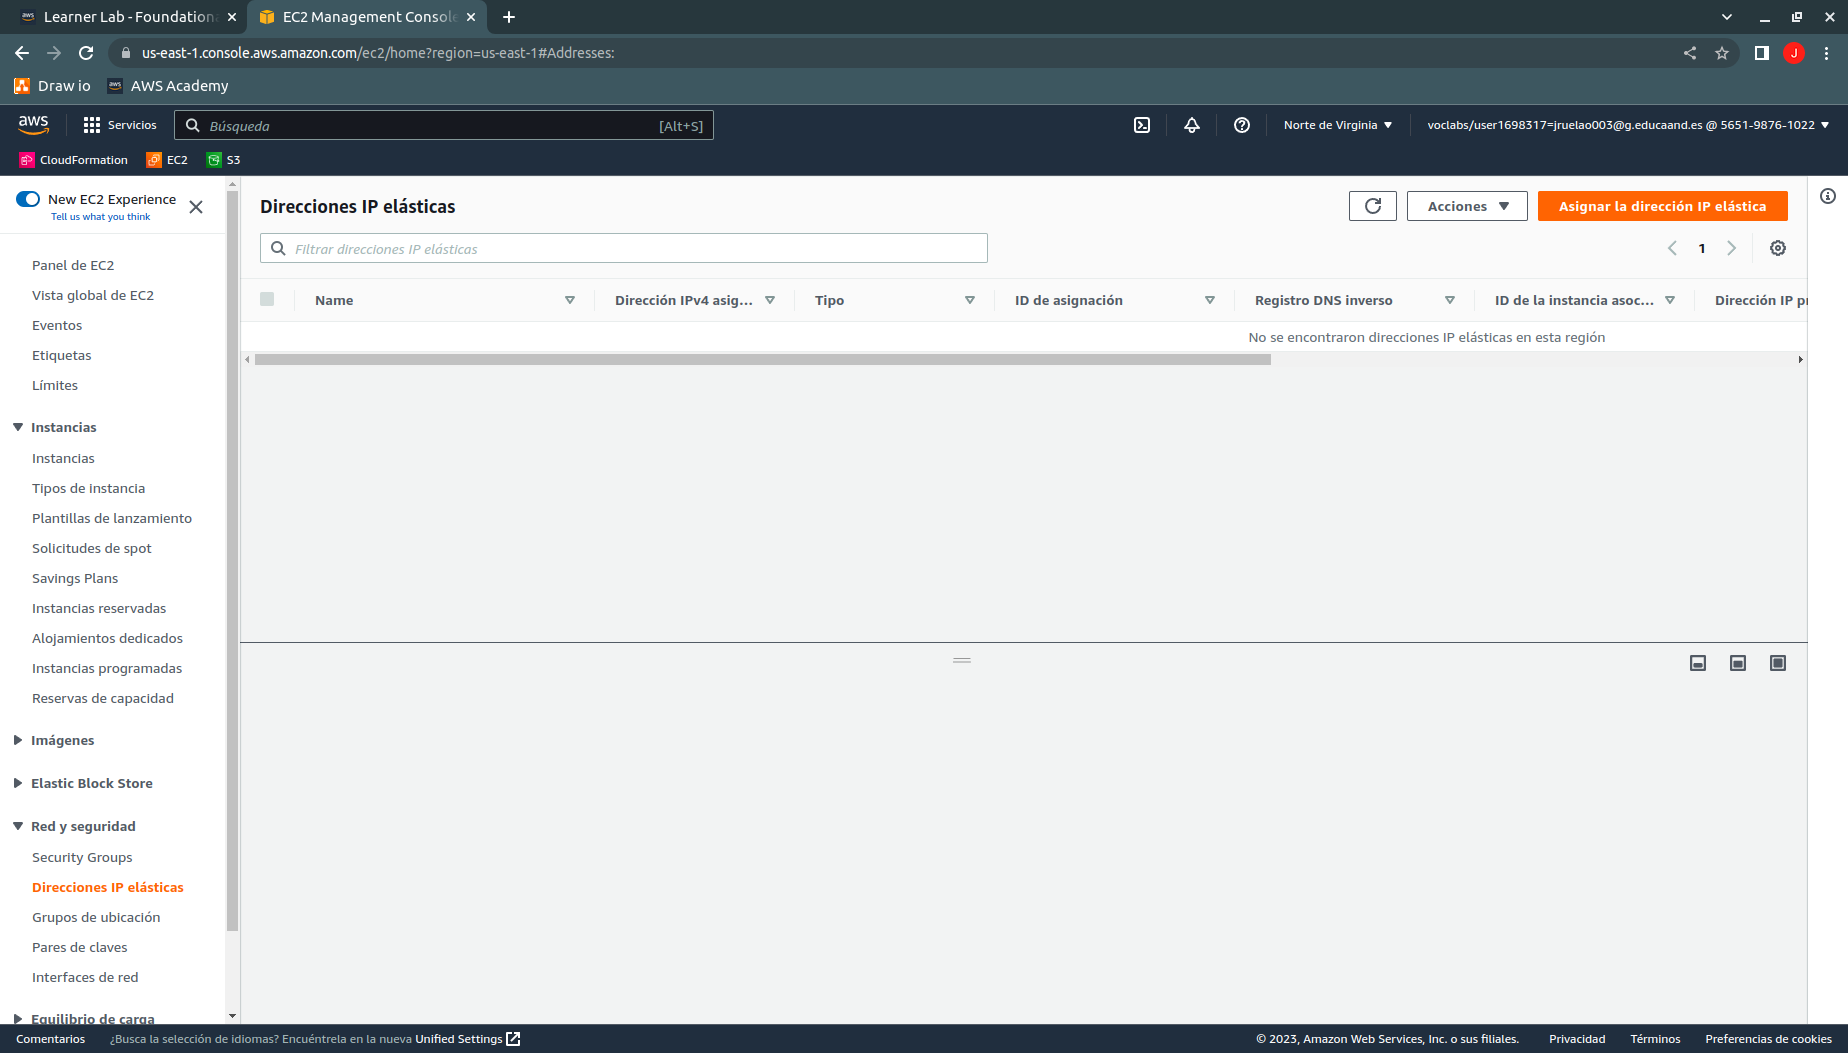 Learner Lab - Foundation
EC2 Management Console
us-east-1.console.aws.amazon.com/ec2/home?region=us-east-1#Addresses:
J
Draw io
aws
AWS Academy
aws
Servicios
Búsqueda
[Alt+S]
Norte de Virginia
voclabs/user1698317=jruelao003@g.educaand.es @ 5651-9876-1022
CloudFormation
EC2
S3
New EC2 Experience
Tell us what you think
Panel de EC2
Vista global de EC2
Eventos
Etiquetas
Límites
Instancias
Instancias
Tipos de instancia
Plantillas de lanzamiento
Solicitudes de spot
Savings Plans
Instancias reservadas
Alojamientos dedicados
Instancias programadas
Reservas de capacidad
Imágenes
Elastic Block Store
Red y seguridad
Security Groups
Direcciones IP elásticas
Grupos de ubicación
Pares de claves
Interfaces de red
Equilibrio de carga
Direcciones IP elásticas
Acciones
Asignar la dirección IP elástica
Filtrar direcciones IP elásticas
1
Name
Dirección IPv4 asig...
Tipo
ID de asignación
Registro DNS inverso
ID de la instancia asoc...
Dirección IP pr
No se encontraron direcciones IP elásticas en esta región
Comentarios
¿Busca la selección de idiomas? Encuéntrela en la nueva Unified Settings
© 2023, Amazon Web Services, Inc. o sus filiales.
Privacidad
Términos
Preferencias de cookies